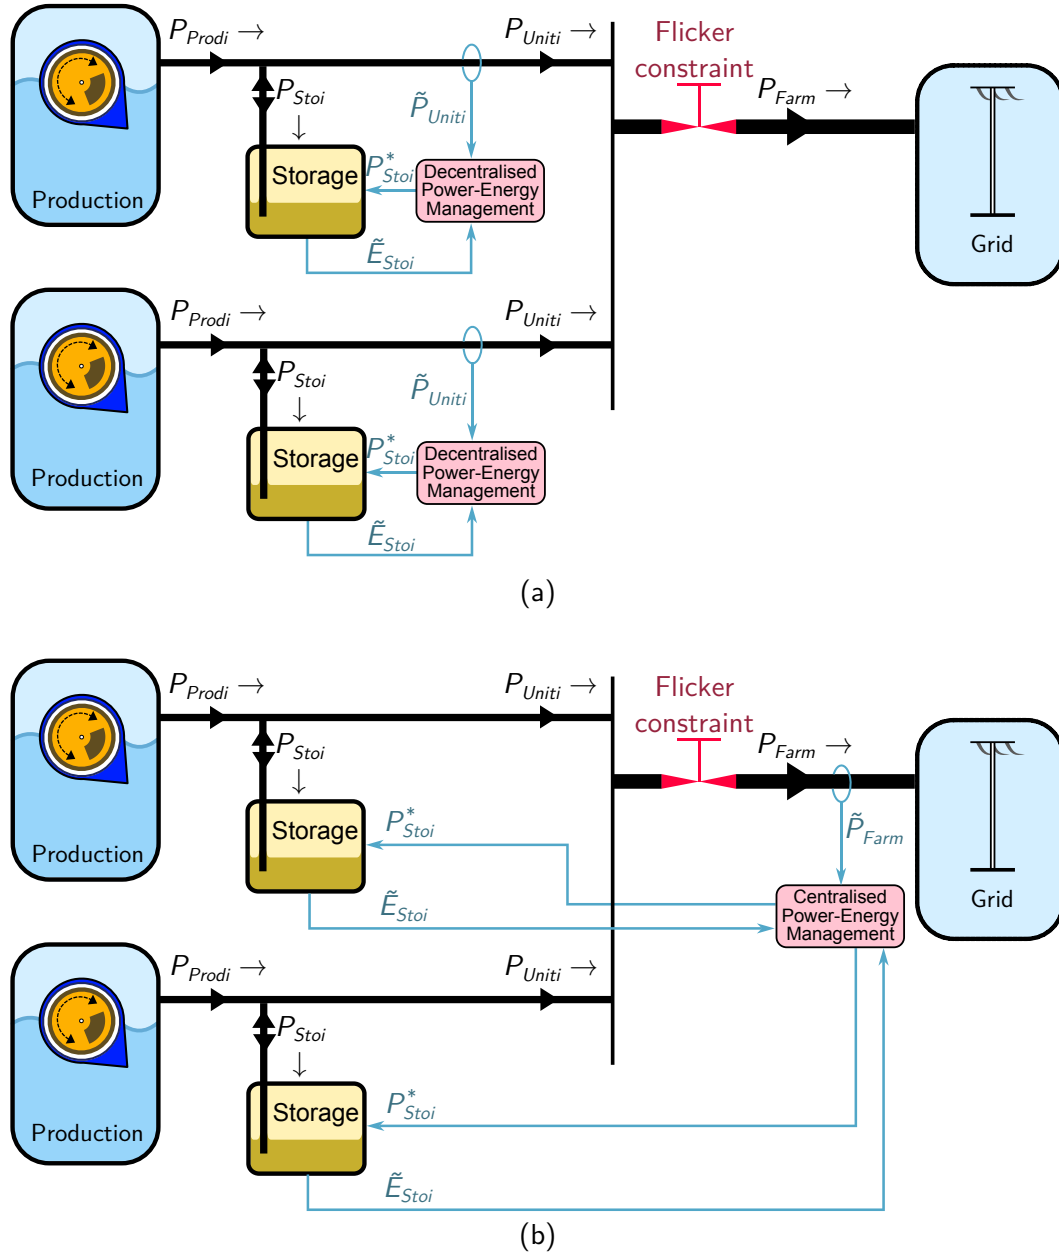 P_Prodi → P_Uniti → Flicker
constraint
P_Farm →
P_Stoi
↓
P̃_Uniti
Storage
P*_Stoi
Decentralised
Power-Energy
Management
Production
Ẽ_Stoi
Grid
P_Prodi → P_Uniti →
P_Stoi
↓
P̃_Uniti
Storage
P*_Stoi
Decentralised
Power-Energy
Management
Production
Ẽ_Stoi
(a)
P_Prodi → P_Uniti → Flicker
constraint
P_Farm →
P_Stoi
↓
Storage
P*_Stoi
P̃_Farm
Production
Ẽ_Stoi
Centralised
Power-Energy
Management
Grid
P_Prodi → P_Uniti →
P_Stoi
↓
Storage
P*_Stoi
Production
Ẽ_Stoi
(b)